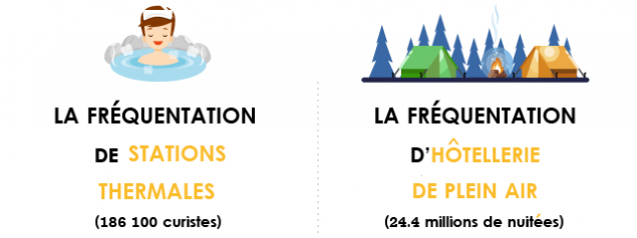 LA FRÉQUENTATION
DE STATIONS
THERMALES
(186 100 curistes)
LA FRÉQUENTATION
D'HÔTELLERIE
DE PLEIN AIR
(24.4 millions de nuitées)